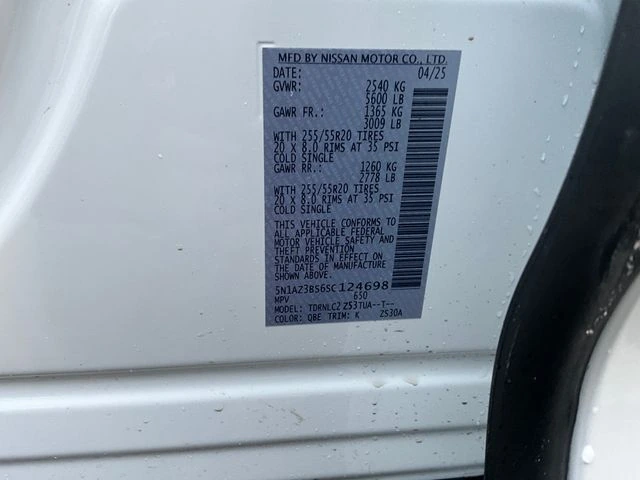 MFD BY NISSAN MOTOR CO., LTD.
DATE: 04/25
GVWR: 2540 KG
5600 LB
GAWR FR.: 1365 KG
3009 LB
WITH 255/55R20 TIRES
20 X 8.0 RIMS AT 35 PSI
COLD SINGLE
GAWR RR.: 1260 KG
2778 LB
WITH 255/55R20 TIRES
20 X 8.0 RIMS AT 35 PSI
COLD SINGLE
THIS VEHICLE CONFORMS TO
ALL APPLICABLE FEDERAL
MOTOR VEHICLE SAFETY AND
THEFT PREVENTION
STANDARDS IN EFFECT ON
THE DATE OF MANUFACTURE
SHOWN ABOVE.
5N1AZ3BS6SC124698
MPV 650
MODEL: TDRNLC2 Z53TUA--T--
COLOR: QBE TRIM: K ZS30A